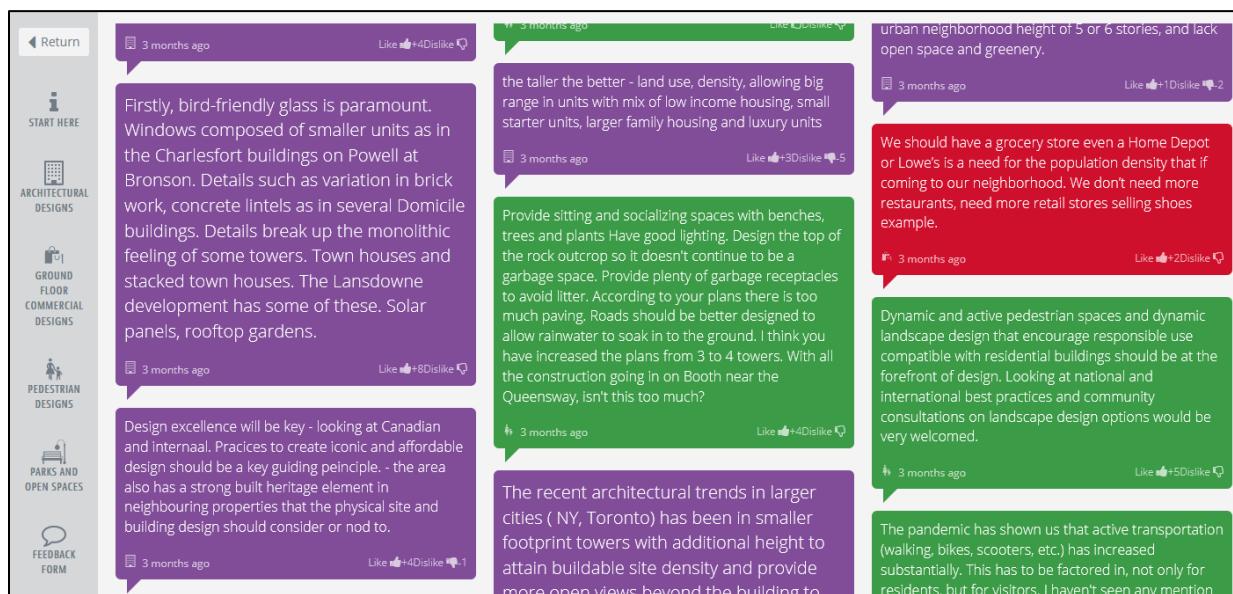 Return
START HERE
ARCHITECTURAL
DESIGNS
GROUND
FLOOR
COMMERCIAL
DESIGNS
PEDESTRIAN
DESIGNS
PARKS AND
OPEN SPACES
FEEDBACK
FORM
3 months ago Like +4Dislike
Firstly, bird-friendly glass is paramount.
Windows composed of smaller units as in
the Charlesfort buildings on Powell at
Bronson. Details such as variation in brick
work, concrete lintels as in several Domicile
buildings. Details break up the monolithic
feeling of some towers. Town houses and
stacked town houses. The Lansdowne
development has some of these. Solar
panels, rooftop gardens.
3 months ago Like +8Dislike
Design excellence will be key - looking at Canadian
and internaal. Pracices to create iconic and affordable
design should be a key guiding peinciple. - the area
also has a strong built heritage element in
neighbouring properties that the physical site and
building design should consider or nod to.
3 months ago Like +4Dislike -1
3 months ago Like Dislike
the taller the better - land use, density, allowing big
range in units with mix of low income housing, small
starter units, larger family housing and luxury units
3 months ago Like +3Dislike -5
Provide sitting and socializing spaces with benches,
trees and plants Have good lighting. Design the top of
the rock outcrop so it doesn't continue to be a
garbage space. Provide plenty of garbage receptacles
to avoid litter. According to your plans there is too
much paving. Roads should be better designed to
allow rainwater to soak in to the ground. I think you
have increased the plans from 3 to 4 towers. With all
the construction going in on Booth near the
Queensway, isn't this too much?
3 months ago Like +4Dislike
The recent architectural trends in larger
cities ( NY, Toronto) has been in smaller
footprint towers with additional height to
attain buildable site density and provide
more open views beyond the building to
urban neighborhood height of 5 or 6 stories, and lack
open space and greenery.
3 months ago Like +1Dislike -2
We should have a grocery store even a Home Depot
or Lowe's is a need for the population density that if
coming to our neighborhood. We don't need more
restaurants, need more retail stores selling shoes
example.
3 months ago Like +2Dislike
Dynamic and active pedestrian spaces and dynamic
landscape design that encourage responsible use
compatible with residential buildings should be at the
forefront of design. Looking at national and
international best practices and community
consultations on landscape design options would be
very welcomed.
3 months ago Like +5Dislike
The pandemic has shown us that active transportation
(walking, bikes, scooters, etc.) has increased
substantially. This has to be factored in, not only for
residents, but for visitors. I haven't seen any mention